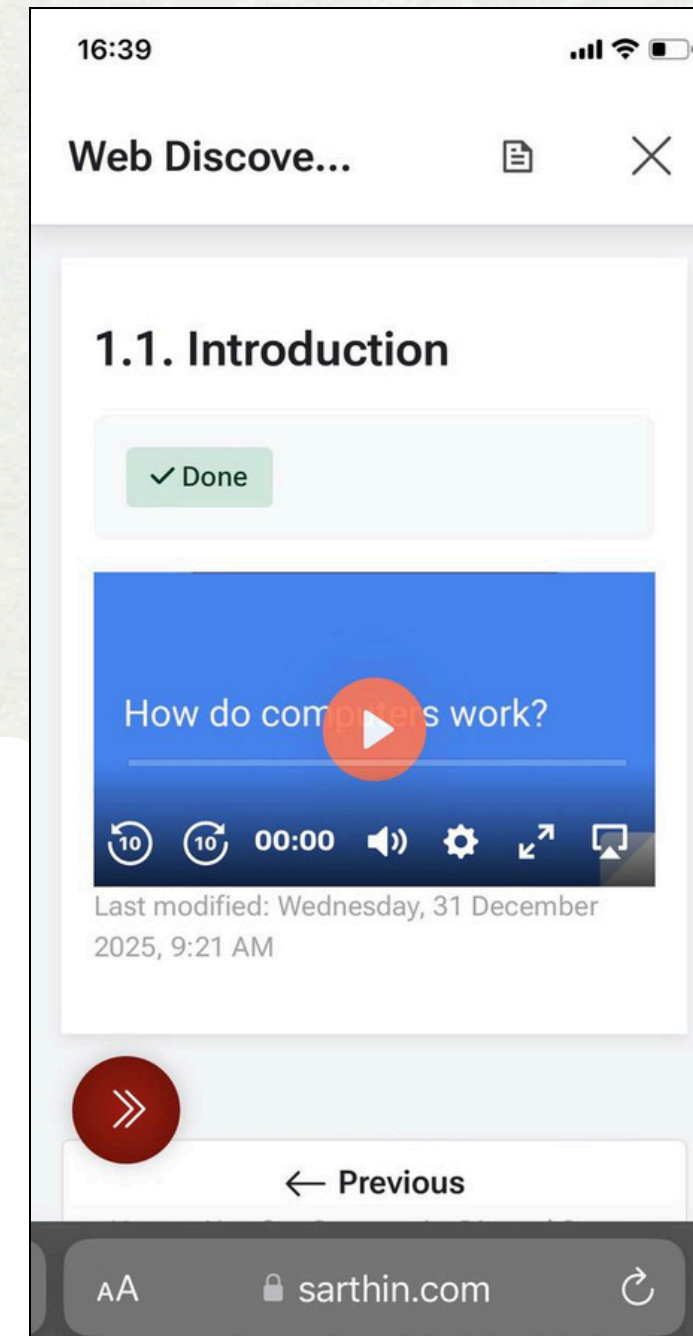 16:39
Web Discove...
1.1. Introduction
✓ Done
How do computers work?
10 10 00:00
Last modified: Wednesday, 31 December
2025, 9:21 AM
← Previous
AA sarthin.com